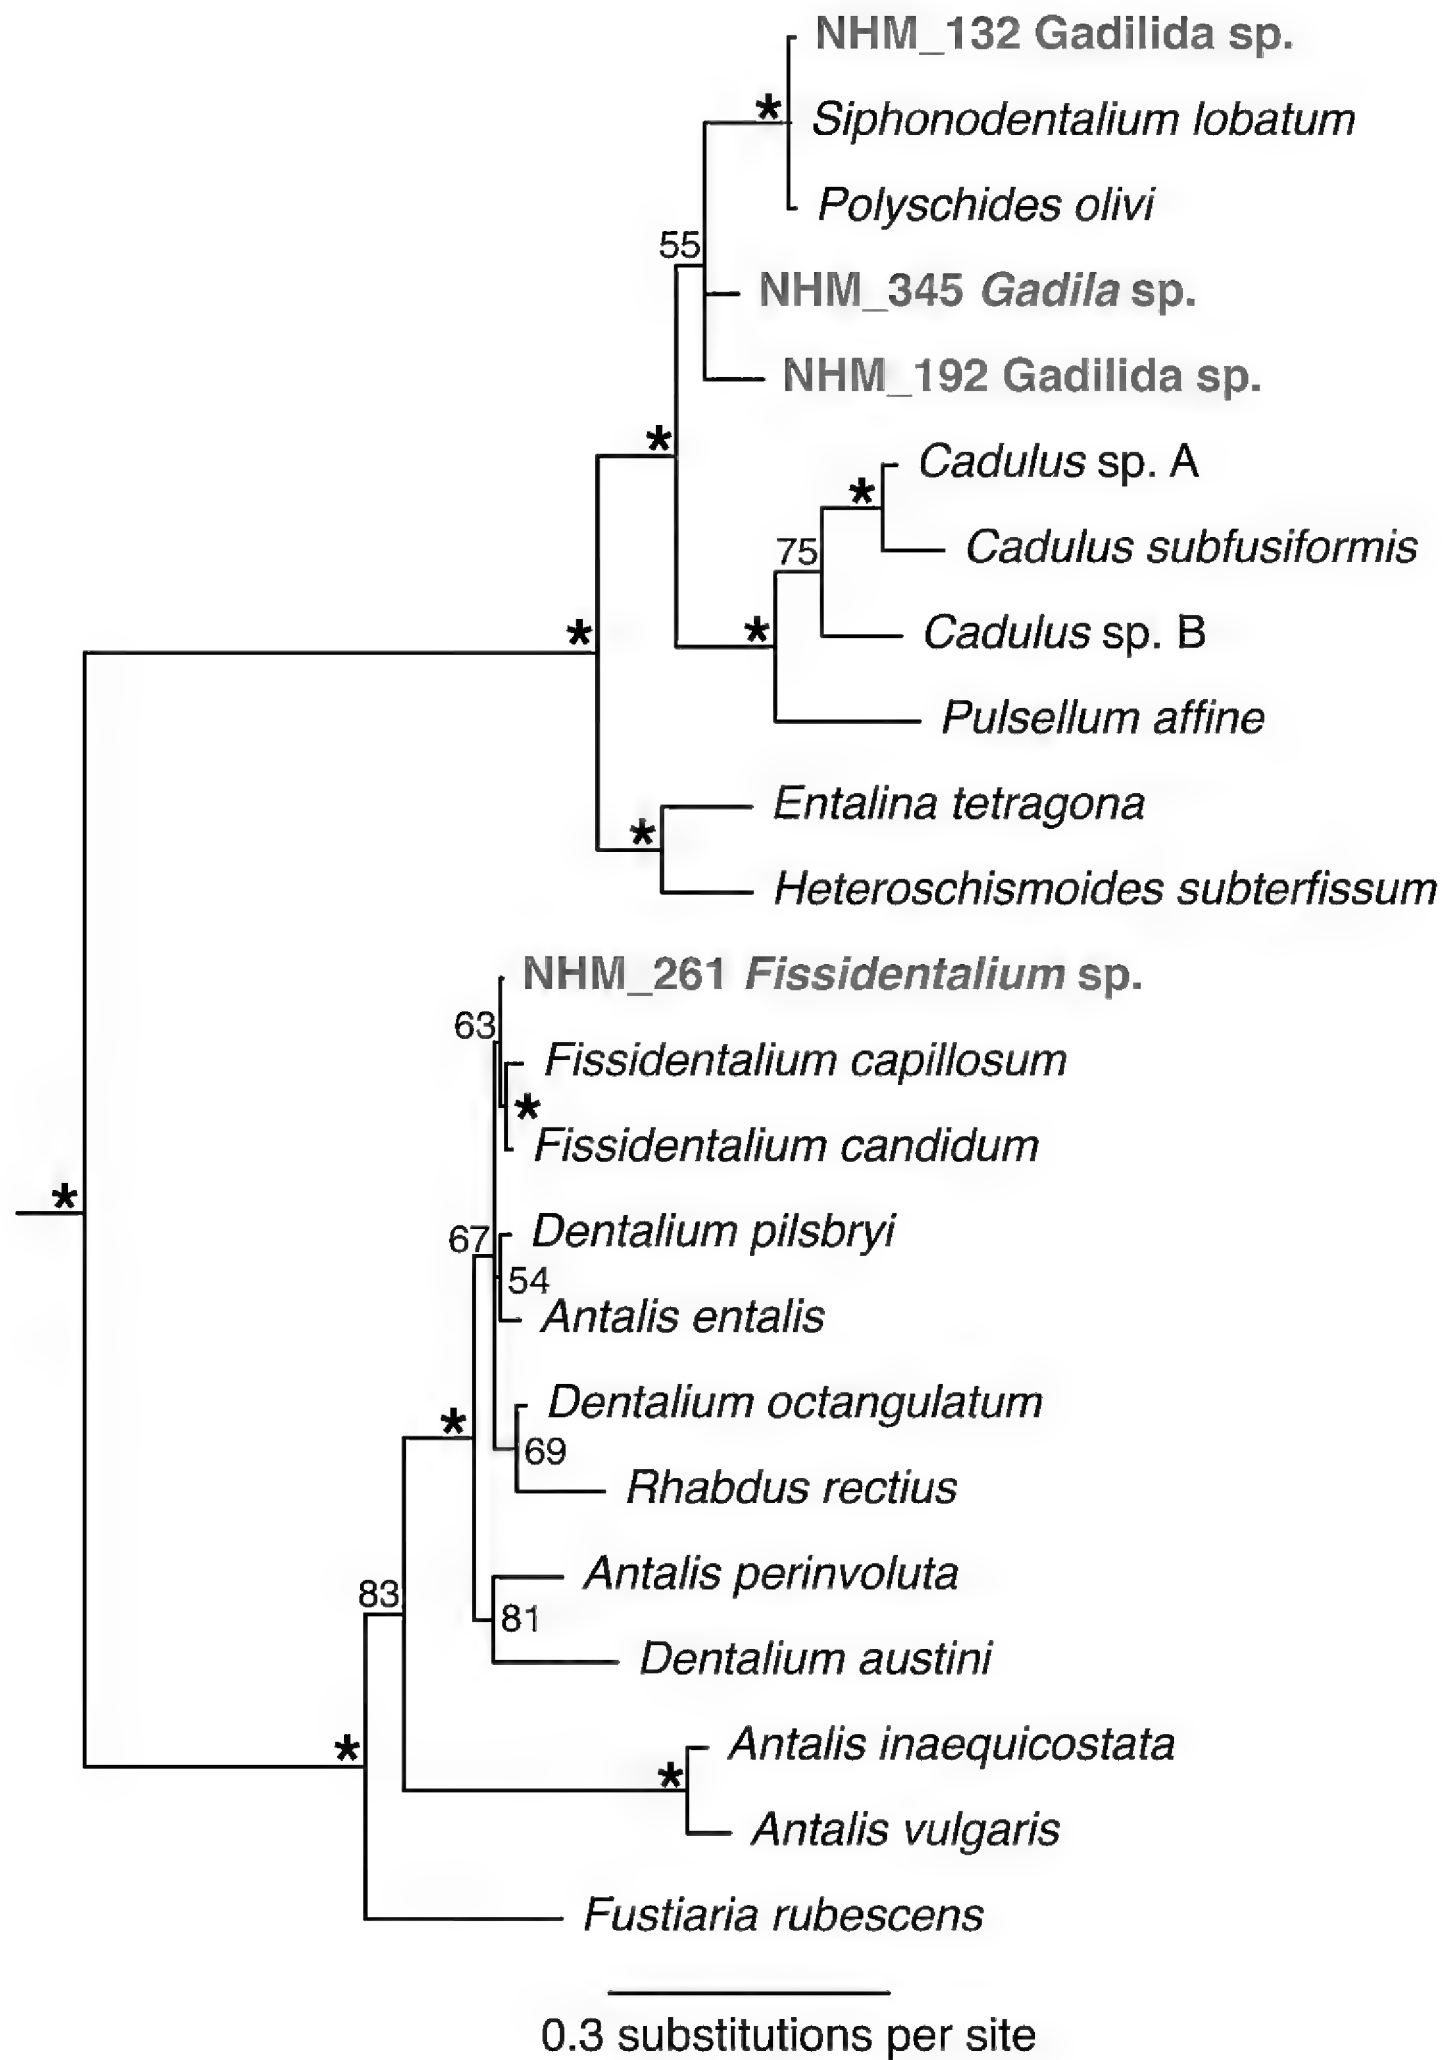 NHM_132 Gadilida sp.
*
Siphonodentalium lobatum
Polyschides olivi
55
NHM_345 Gadila sp.
NHM_192 Gadilida sp.
*
Cadulus sp. A
*
Cadulus subfusiformis
75
Cadulus sp. B
*
*
Pulsellum affine
Entalina tetragona
*
Heteroschismoides subterfissum
NHM_261 Fissidentalium sp.
63
Fissidentalium capillosum
*
Fissidentalium candidum
*
Dentalium pilsbryi
67
54
Antalis entalis
Dentalium octangulatum
*
69
Rhabdus rectius
Antalis perinvoluta
83
81
Dentalium austini
Antalis inaequicostata
*
*
Antalis vulgaris
Fustiaria rubescens
0.3 substitutions per site